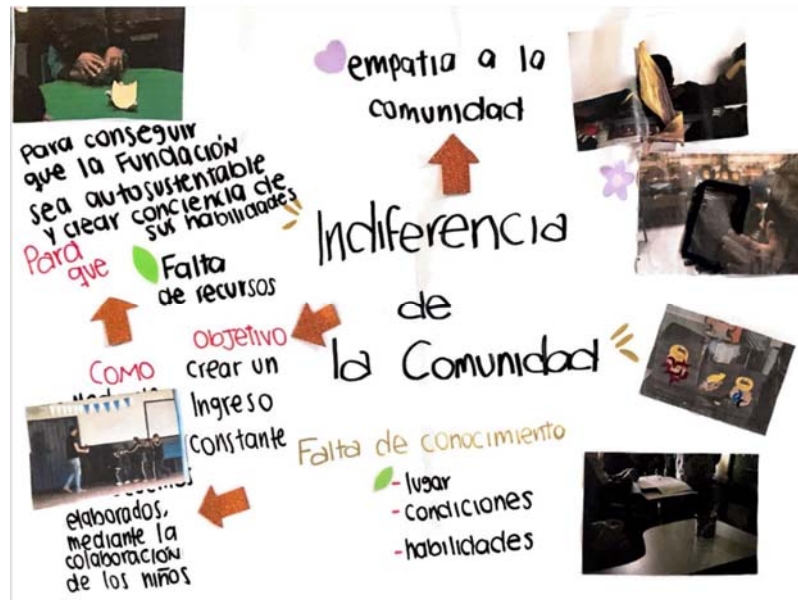 empatia a la
comunidad
Para conseguir
que la Fundación
sea autosustentable
y crear conciencia de
sus habilidades
Para
que
Falta
de recursos
Indiferencia
de
la Comunidad
Objetivo
crear un
Ingreso
constante
COMO
Falta de conocimiento
- lugar
- condiciones
- habilidades
elaborados,
mediante la
colaboración
de los niños